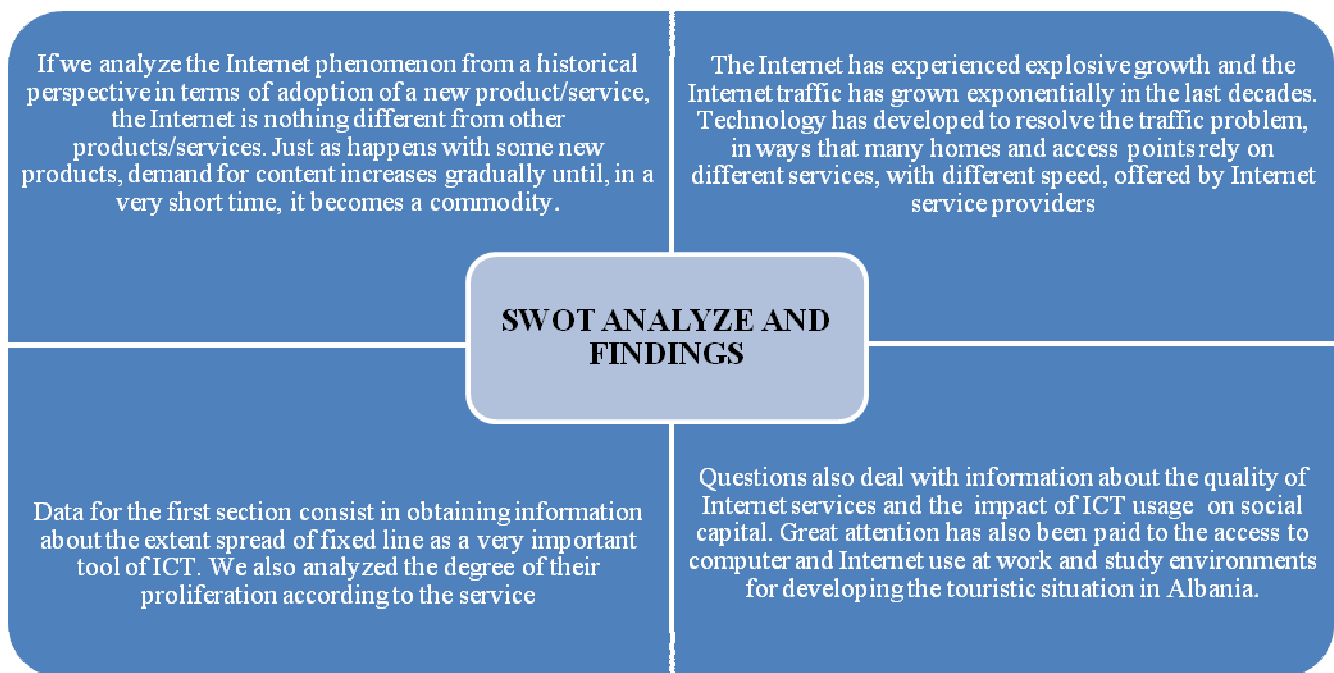 If we analyze the Internet phenomenon from a historical
perspective in terms of adoption of a new product/service,
the Internet is nothing different from other
products/services. Just as happens with some new
products, demand for content increases gradually until, in a
very short time, it becomes a commodity.
The Internet has experienced explosive growth and the
Internet traffic has grown exponentially in the last decades.
Technology has developed to resolve the traffic problem,
in ways that many homes and access points rely on
different services, with different speed, offered by Internet
service providers
SWOT ANALYZE AND
FINDINGS
Data for the first section consist in obtaining information
about the extent spread of fixed line as a very important
tool of ICT. We also analyzed the degree of their
proliferation according to the service
Questions also deal with information about the quality of
Internet services and the impact of ICT usage on social
capital. Great attention has also been paid to the access to
computer and Internet use at work and study environments
for developing the touristic situation in Albania.